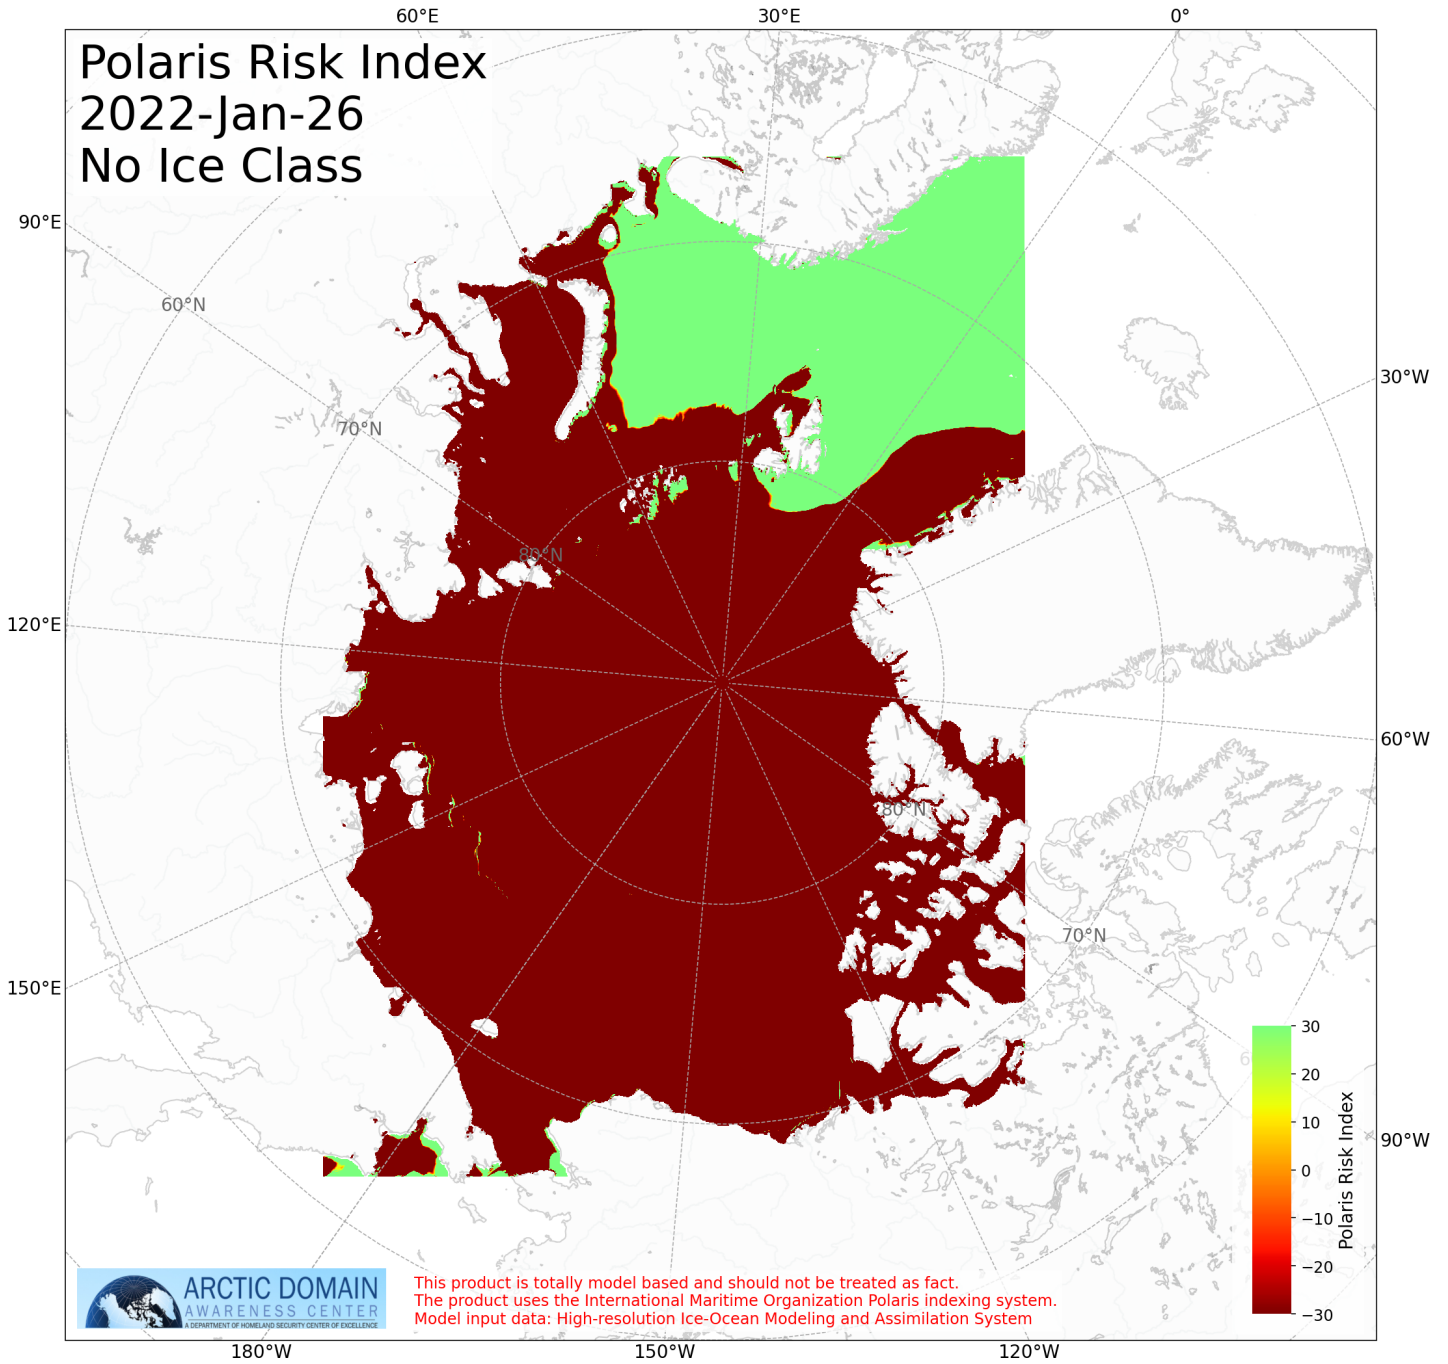 60°E 30°E 0°
Polaris Risk Index
2022-Jan-26
No Ice Class
90°E
60°N
30°W
70°N
80°N
120°E
60°W
80°N
70°N
150°E
30
20
10
0
−10
−20
−30
Polaris Risk Index
90°W
ARCTIC DOMAIN
AWARENESS CENTER
A DEPARTMENT OF HOMELAND SECURITY CENTER OF EXCELLENCE
This product is totally model based and should not be treated as fact.
The product uses the International Maritime Organization Polaris indexing system.
Model input data: High-resolution Ice-Ocean Modeling and Assimilation System
180°W 150°W 120°W